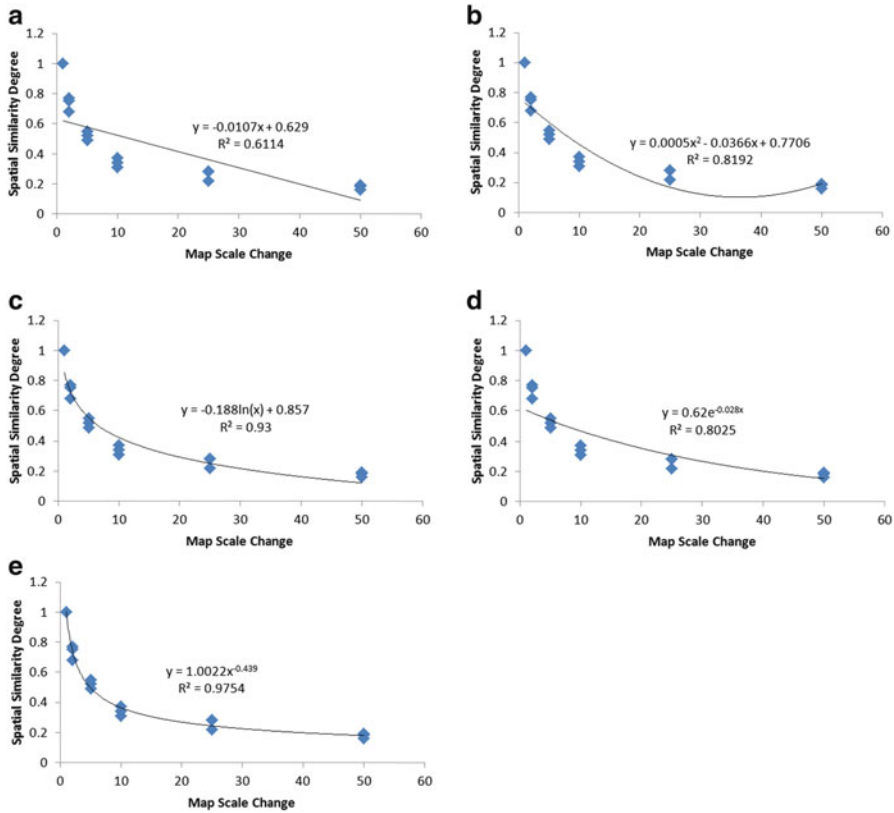 a
b
1.2
1
0.8
0.6
0.4
0.2
0
Spatial Similarity Degree
y = -0.0107x + 0.629
R² = 0.6114
0 10 20 30 40 50 60
Map Scale Change
1.2
1
0.8
0.6
0.4
0.2
0
Spatial Similarity Degree
y = 0.0005x² - 0.0366x + 0.7706
R² = 0.8192
0 10 20 30 40 50 60
Map Scale Change
c
d
1.2
1
0.8
0.6
0.4
0.2
0
Spatial Similarity Degree
y = -0.188ln(x) + 0.857
R² = 0.93
0 10 20 30 40 50 60
Map Scale Change
1.2
1
0.8
0.6
0.4
0.2
0
Spatial Similarity Degree
y = 0.62e⁻⁰·⁰²⁸ˣ
R² = 0.8025
0 10 20 30 40 50 60
Map Scale Change
e
1.2
1
0.8
0.6
0.4
0.2
0
Spatial Similarity Degree
y = 1.0022x⁻⁰·⁴³⁹
R² = 0.9754
0 10 20 30 40 50 60
Map Scale Change